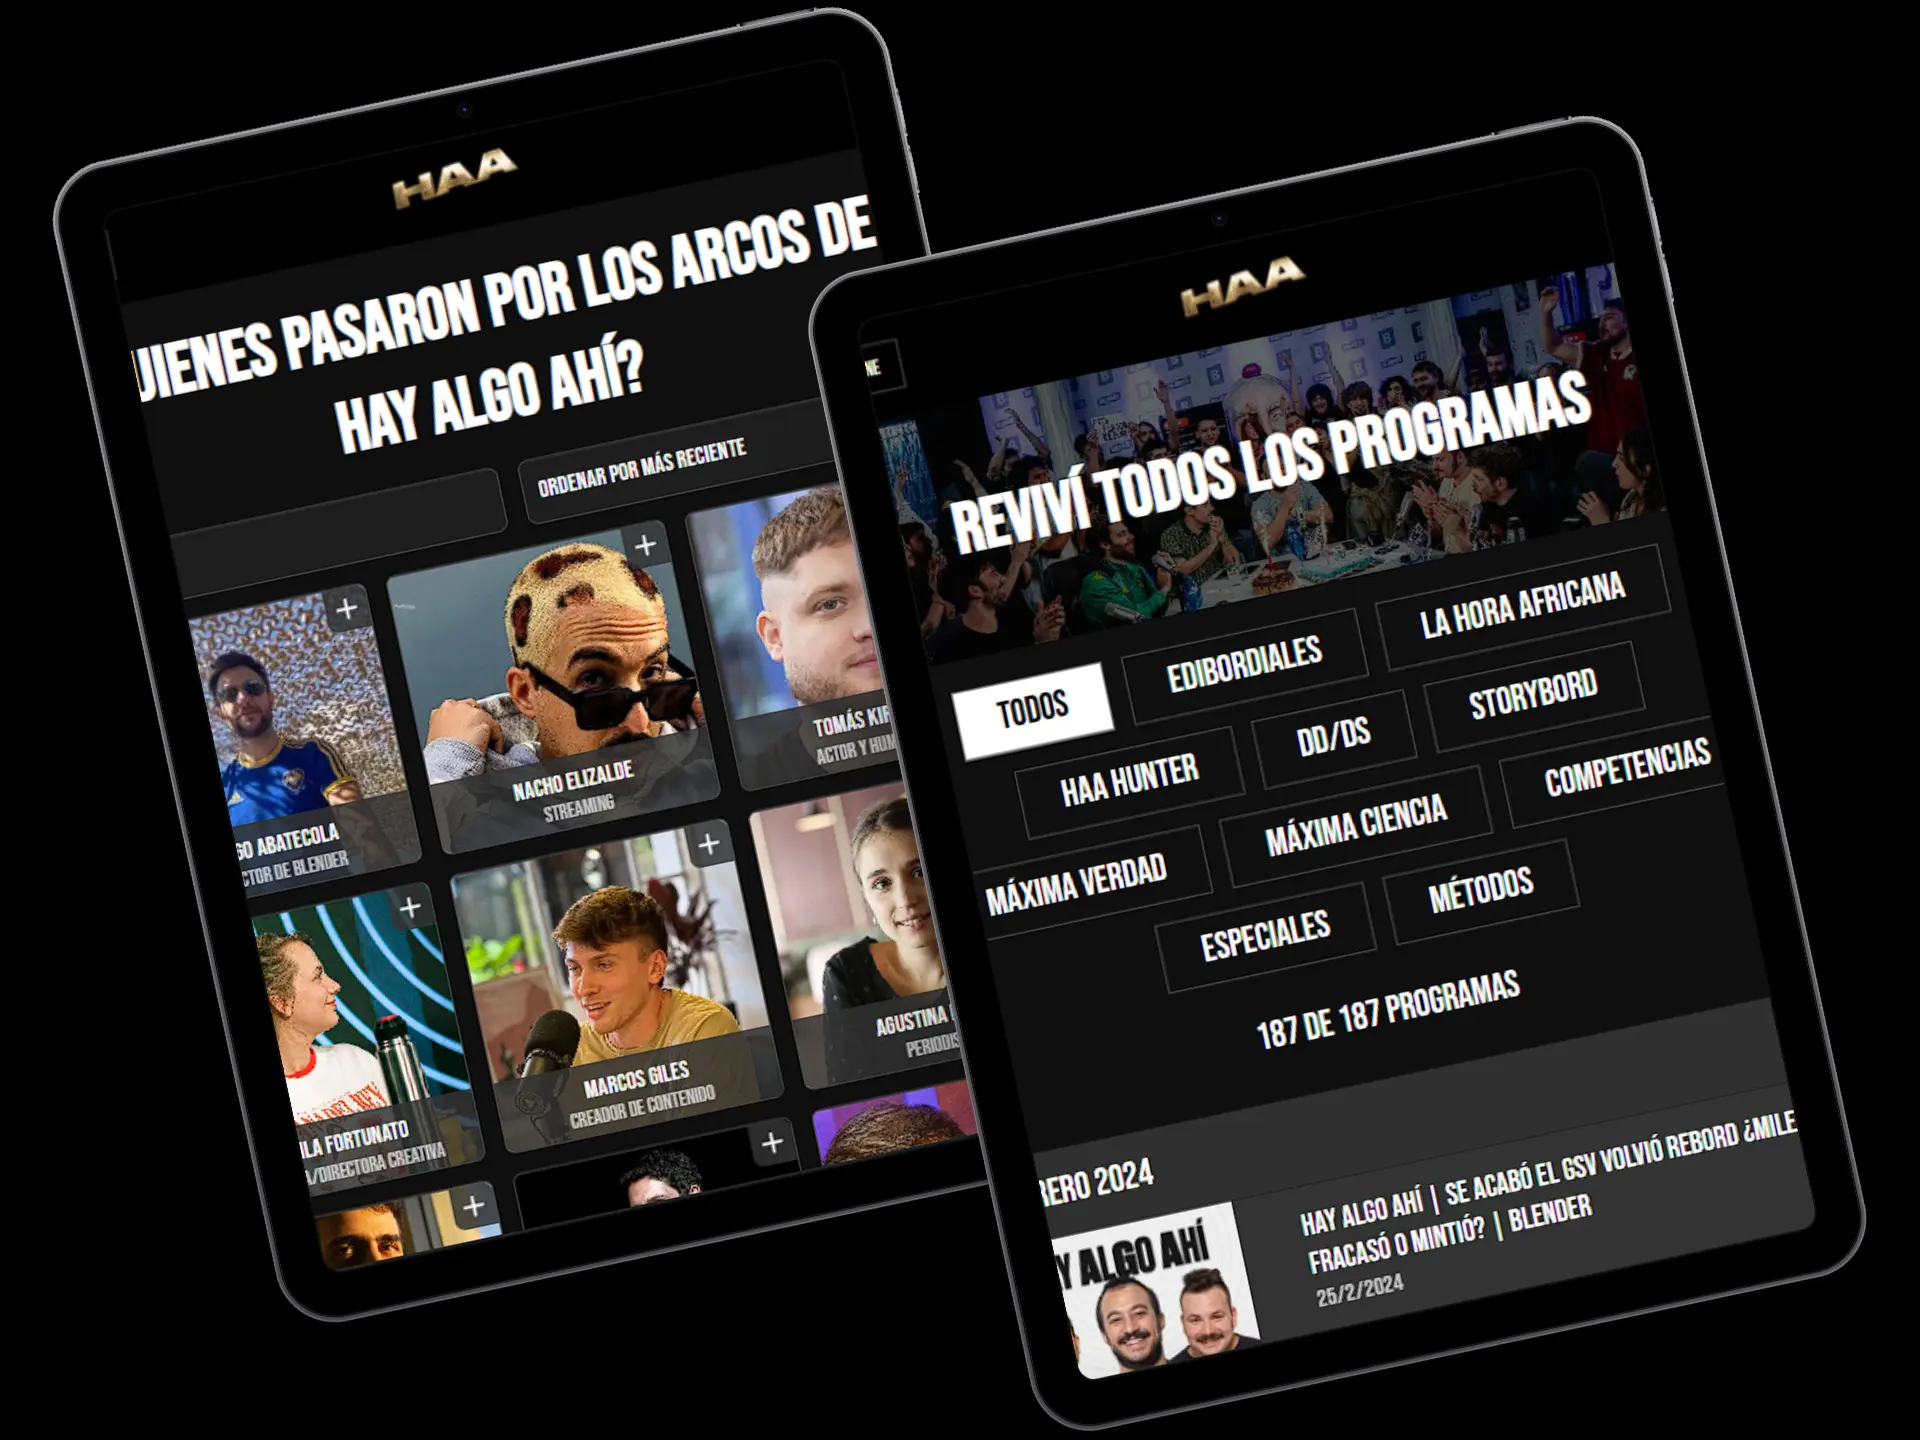 HAA
UIENES PASARON POR LOS ARCOS DE
HAY ALGO AHÍ?
ORDENAR POR MÁS RECIENTE
GO ABATECOLA
CTOR DE BLENDER
NACHO ELIZALDE
STREAMING
TOMÁS KIR
ACTOR Y HUM
ILA FORTUNATO
A/DIRECTORA CREATIVA
MARCOS GILES
CREADOR DE CONTENIDO
AGUSTINA
PERIODIS
HAA
NE
REVIVÍ TODOS LOS PROGRAMAS
TODOS
EDIBORDIALES
LA HORA AFRICANA
HAA HUNTER
DD/DS
STORYBORD
MÁXIMA VERDAD
MÁXIMA CIENCIA
COMPETENCIAS
ESPECIALES
MÉTODOS
187 DE 187 PROGRAMAS
RERO 2024
Y ALGO AHÍ
HAY ALGO AHÍ | SE ACABÓ EL GSV VOLVIÓ REBORD ¿MILE
FRACASÓ O MINTIÓ? | BLENDER
25/2/2024